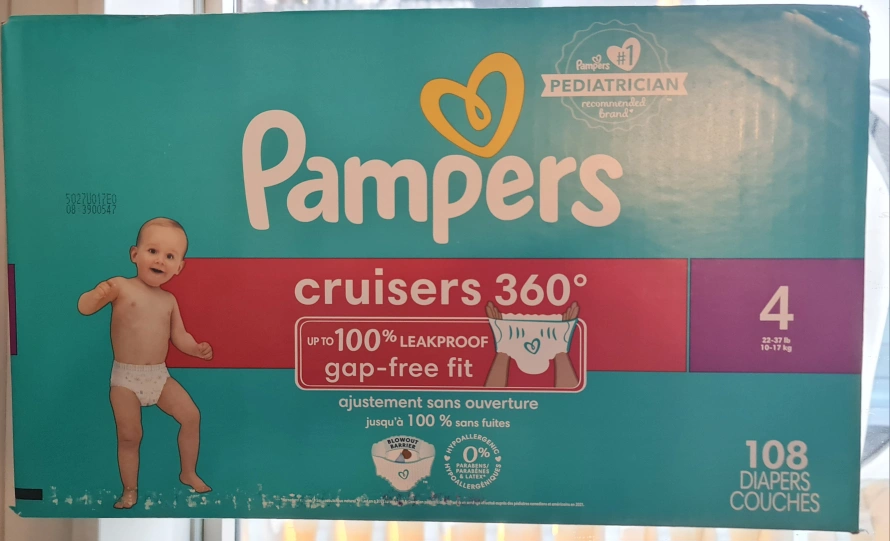 Pampers #1
PEDIATRICIAN
recommended
brand*
Pampers
5027U017E0
08-3900547
cruisers 360°
4
22-37 lb
10-17 kg
UP TO 100% LEAKPROOF
gap-free fit
ajustement sans ouverture
jusqu'à 100 % sans fuites
BLOWOUT
BARRIER
HYPOALLERGENIC
0%
PARABENS/
PARABÈNES
& LATEX*
HYPOALLERGÉNIQUES
108
DIAPERS
COUCHES